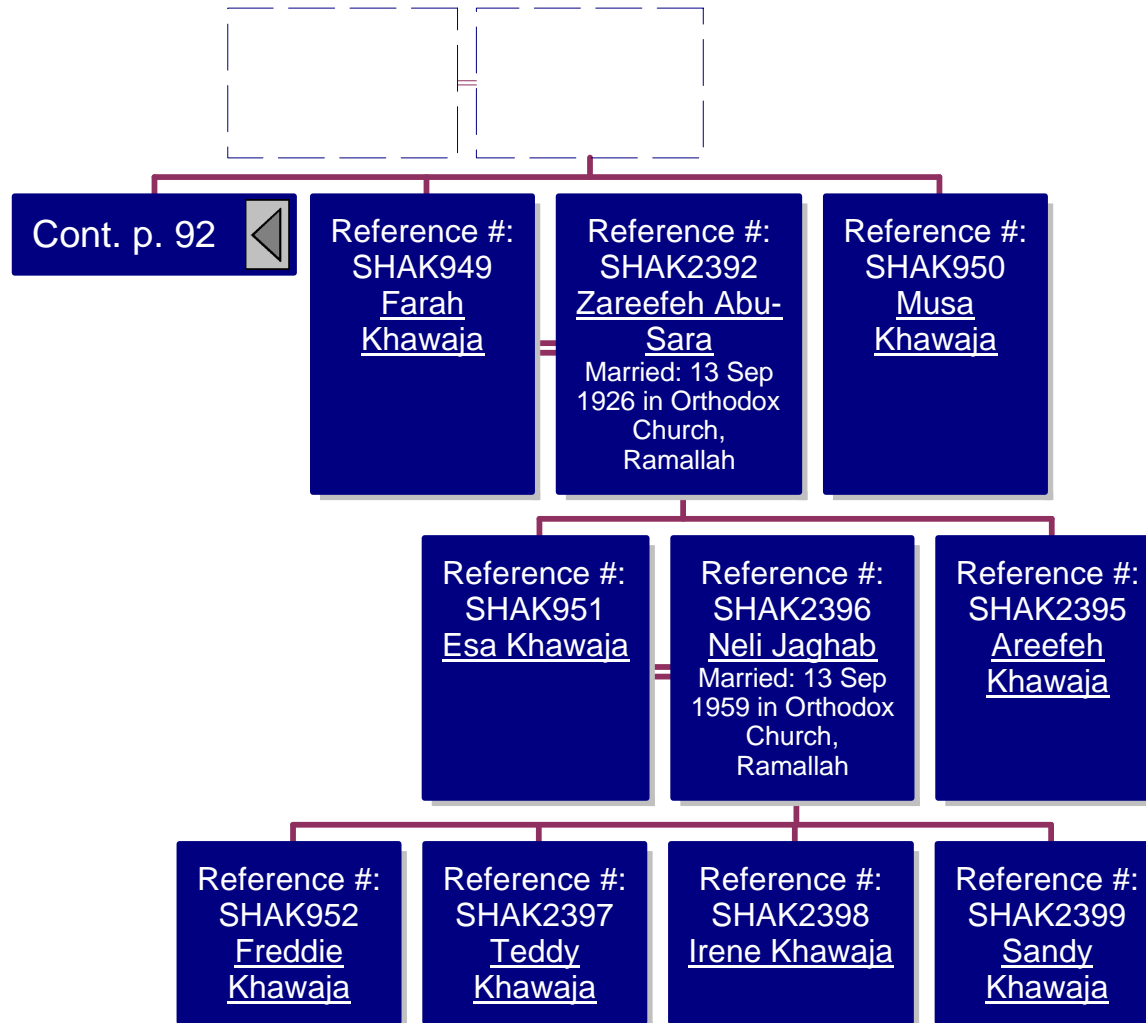 Cont. p. 92
Reference #:
SHAK949
Farah
Khawaja
Reference #:
SHAK2392
Zareefeh Abu-
Sara
Married: 13 Sep
1926 in Orthodox
Church,
Ramallah
Reference #:
SHAK950
Musa
Khawaja
Reference #:
SHAK951
Esa Khawaja
Reference #:
SHAK2396
Neli Jaghab
Married: 13 Sep
1959 in Orthodox
Church,
Ramallah
Reference #:
SHAK2395
Areefeh
Khawaja
Reference #:
SHAK952
Freddie
Khawaja
Reference #:
SHAK2397
Teddy
Khawaja
Reference #:
SHAK2398
Irene Khawaja
Reference #:
SHAK2399
Sandy
Khawaja